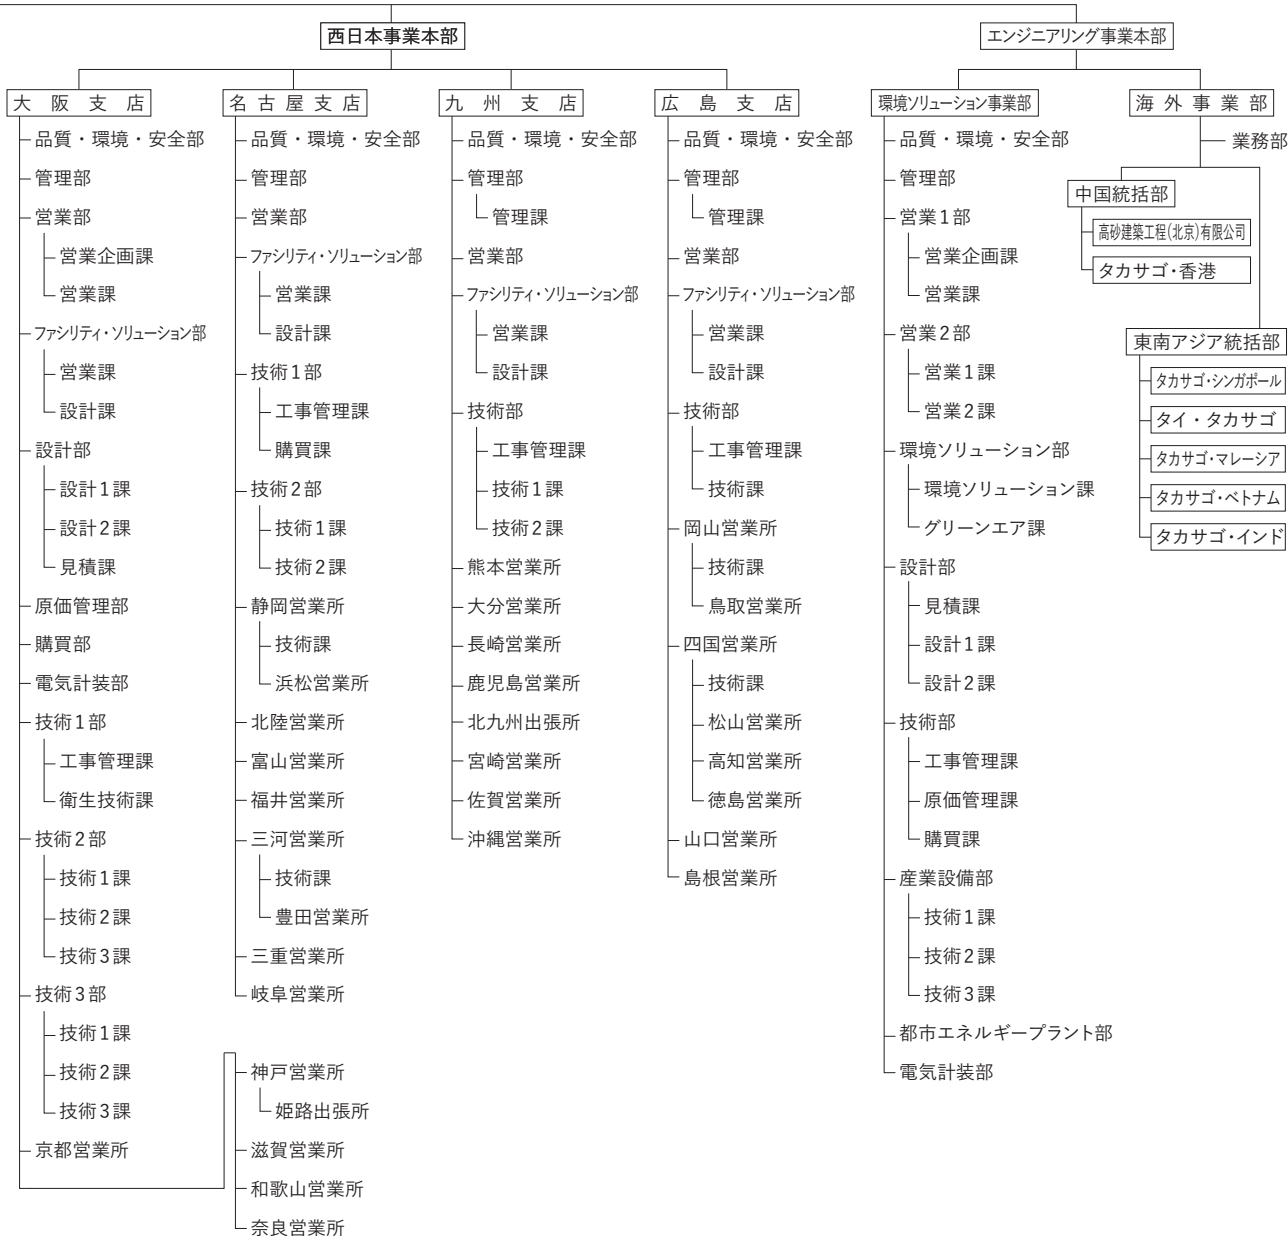 西日本事業本部
エンジニアリング事業本部
大阪支店
品質・環境・安全部
管理部
営業部
営業企画課
営業課
ファシリティ・ソリューション部
営業課
設計課
設計部
設計1課
設計2課
見積課
原価管理部
購買部
電気計装部
技術1部
工事管理課
衛生技術課
技術2部
技術1課
技術2課
技術3課
技術3部
技術1課
技術2課
技術3課
京都営業所
神戸営業所
姫路出張所
滋賀営業所
和歌山営業所
奈良営業所
名古屋支店
品質・環境・安全部
管理部
営業部
ファシリティ・ソリューション部
営業課
設計課
技術1部
工事管理課
購買課
技術2部
技術1課
技術2課
静岡営業所
技術課
浜松営業所
北陸営業所
富山営業所
福井営業所
三河営業所
技術課
豊田営業所
三重営業所
岐阜営業所
九州支店
品質・環境・安全部
管理部
管理課
営業部
ファシリティ・ソリューション部
営業課
設計課
技術部
工事管理課
技術1課
技術2課
熊本営業所
大分営業所
長崎営業所
鹿児島営業所
北九州出張所
宮崎営業所
佐賀営業所
沖縄営業所
広島支店
品質・環境・安全部
管理部
管理課
営業部
ファシリティ・ソリューション部
営業課
設計課
技術部
工事管理課
技術課
岡山営業所
技術課
鳥取営業所
四国営業所
技術課
松山営業所
高知営業所
徳島営業所
山口営業所
島根営業所
環境ソリューション事業部
品質・環境・安全部
管理部
営業1部
営業企画課
営業課
営業2部
営業1課
営業2課
環境ソリューション部
環境ソリューション課
グリーンエア課
設計部
見積課
設計1課
設計2課
技術部
工事管理課
原価管理課
購買課
産業設備部
技術1課
技術2課
技術3課
都市エネルギープラント部
電気計装部
海外事業部
業務部
中国統括部
高砂建築工程(北京)有限公司
タカサゴ・香港
東南アジア統括部
タカサゴ・シンガポール
タイ・タカサゴ
タカサゴ・マレーシア
タカサゴ・ベトナム
タカサゴ・インド